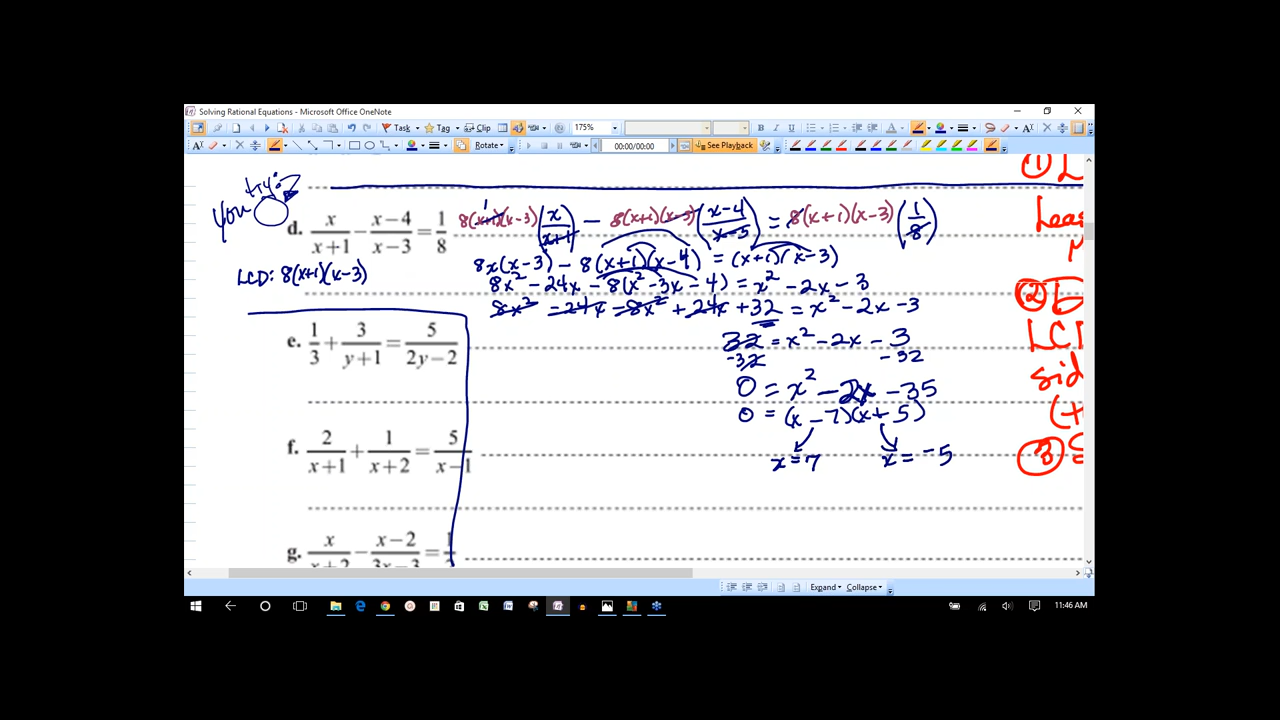 Solving Rational Equations - Microsoft Office OneNote
Task Tag Clip 175% B I U
Rotate 00:00/00:00 See Playback
① L
Leas
you try:
d. x/(x+1) − (x−4)/(x−3) = 1/8
8(x+1)(x-3) (x/(x+1)) − 8(x+1)(x-3) ((x-4)/(x-5)) = 8(x+1)(x-3) (1/8)
8x(x-3) - 8(x+1)(x-4) = (x+1)(x-3)
LCD: 8(x+1)(x-3)
8x² - 24x - 8(x² - 3x - 4) = x² - 2x - 3
8x² - 24x - 8x² + 24x + 32 = x² - 2x - 3
②
LC
sid
(+
③ S
32 = x² - 2x - 3
-32 -32
0 = x² - 2x - 35
0 = (x - 7)(x + 5)
x = 7 x = -5
e. 1/3 + 3/(y+1) = 5/(2y−2)
f. 2/(x+1) + 1/(x+2) = 5/(x−1)
g. x/(x+2) − (x−2)/(3x−3) = 1
Expand Collapse
11:46 AM